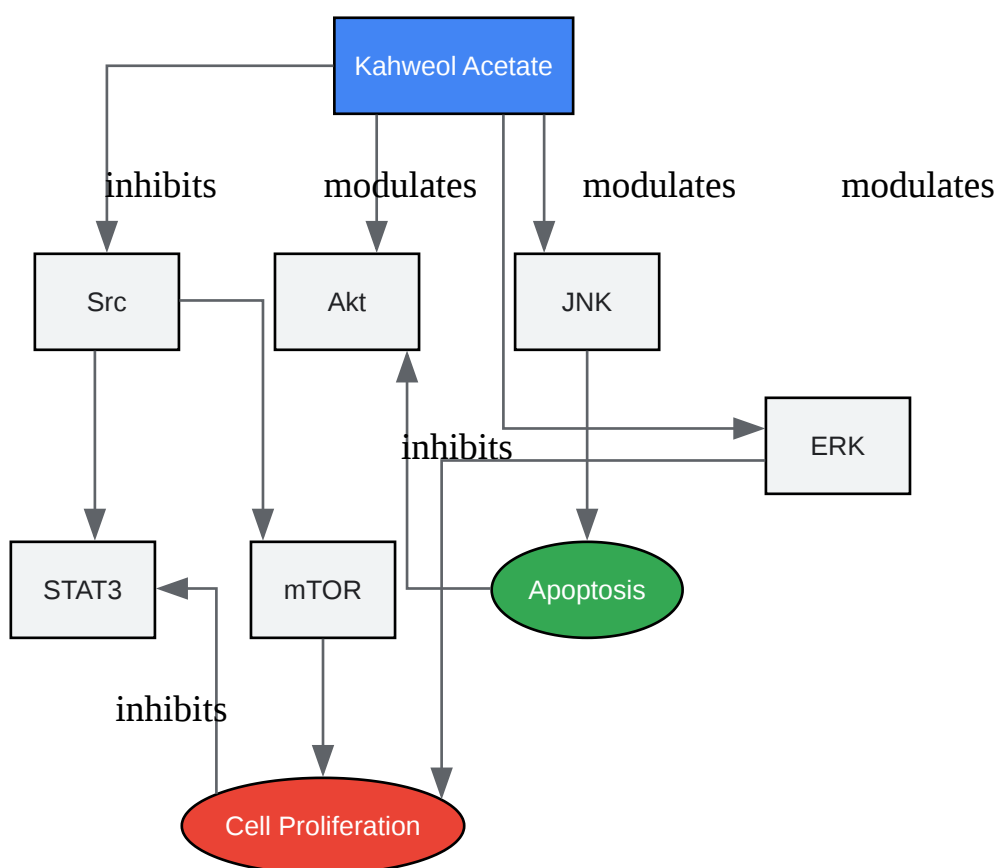 Kahweol Acetate
inhibits
modulates
modulates
modulates
Src
Akt
JNK
inhibits
ERK
STAT3
mTOR
Apoptosis
inhibits
Cell Proliferation